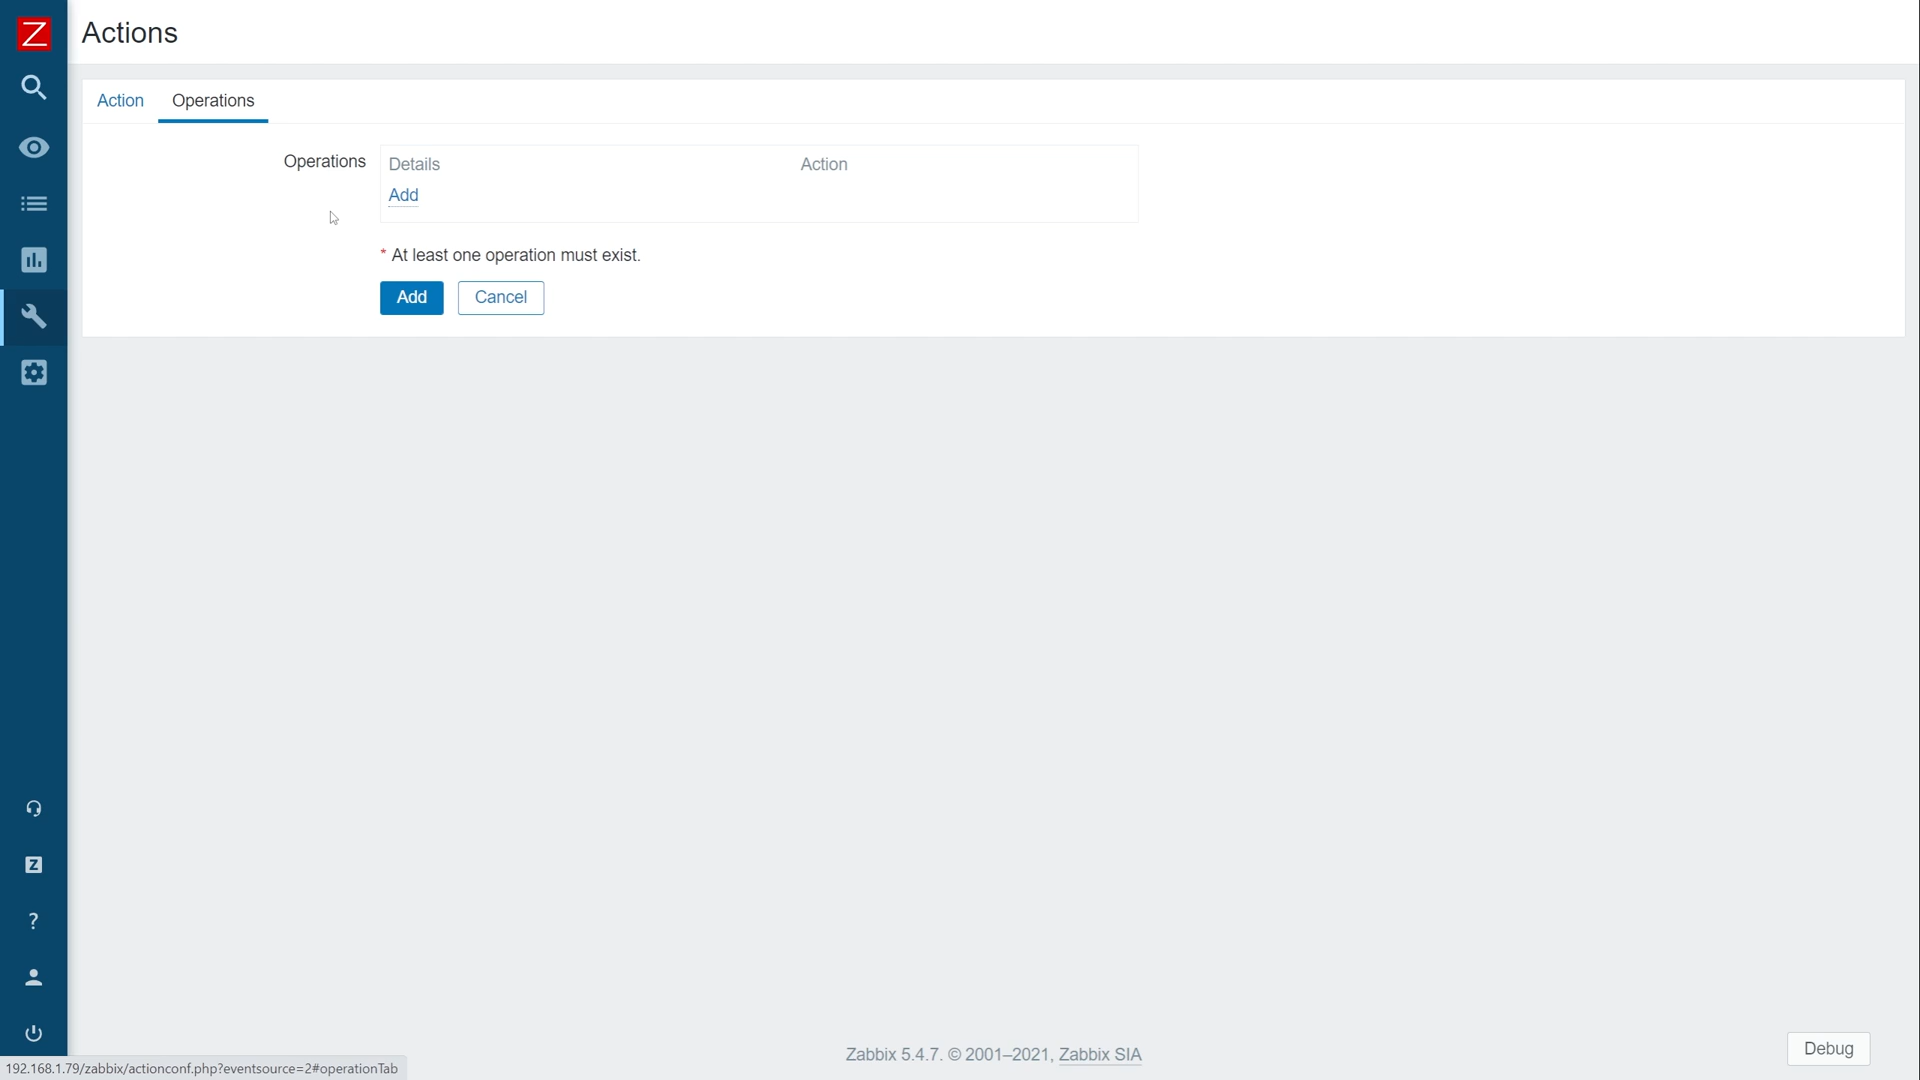 Z
Actions
Action Operations
Operations Details Action
Add
* At least one operation must exist.
Add Cancel
Z
?
Zabbix 5.4.7. © 2001–2021, Zabbix SIA
Debug
192.168.1.79/zabbix/actionconf.php?eventsource=2#operationTab